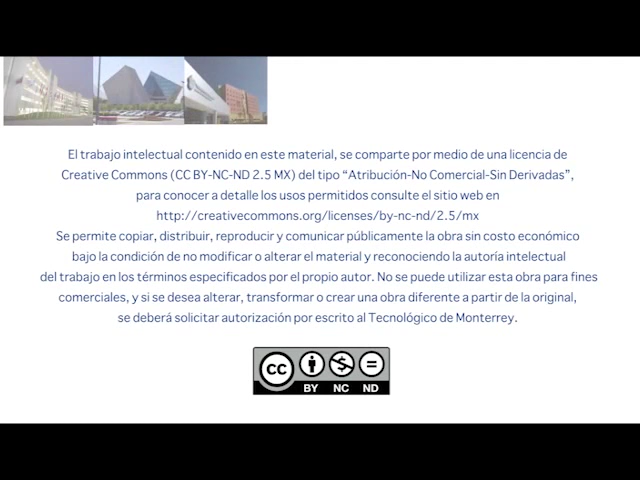 El trabajo intelectual contenido en este material, se comparte por medio de una licencia de
Creative Commons (CC BY-NC-ND 2.5 MX) del tipo “Atribución-No Comercial-Sin Derivadas”,
para conocer a detalle los usos permitidos consulte el sitio web en
http://creativecommons.org/licenses/by-nc-nd/2.5/mx
Se permite copiar, distribuir, reproducir y comunicar públicamente la obra sin costo económico
bajo la condición de no modificar o alterar el material y reconociendo la autoría intelectual
del trabajo en los términos especificados por el propio autor. No se puede utilizar esta obra para fines
comerciales, y si se desea alterar, transformar o crear una obra diferente a partir de la original,
se deberá solicitar autorización por escrito al Tecnológico de Monterrey.
cc
BY NC ND